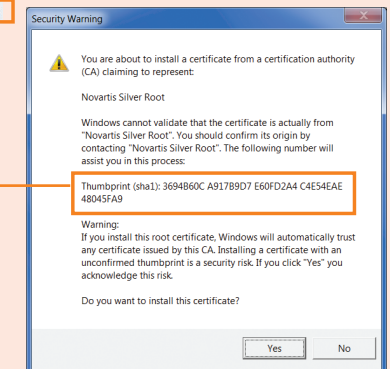 Security Warning
You are about to install a certificate from a certification authority
(CA) claiming to represent:
Novartis Silver Root
Windows cannot validate that the certificate is actually from
"Novartis Silver Root". You should confirm its origin by
contacting "Novartis Silver Root". The following number will
assist you in this process:
Thumbprint (sha1): 3694B60C A917B9D7 E60FD2A4 C4E54EAE
48045FA9
Warning:
If you install this root certificate, Windows will automatically trust
any certificate issued by this CA. Installing a certificate with an
unconfirmed thumbprint is a security risk. If you click "Yes" you
acknowledge this risk.
Do you want to install this certificate?
Yes
No